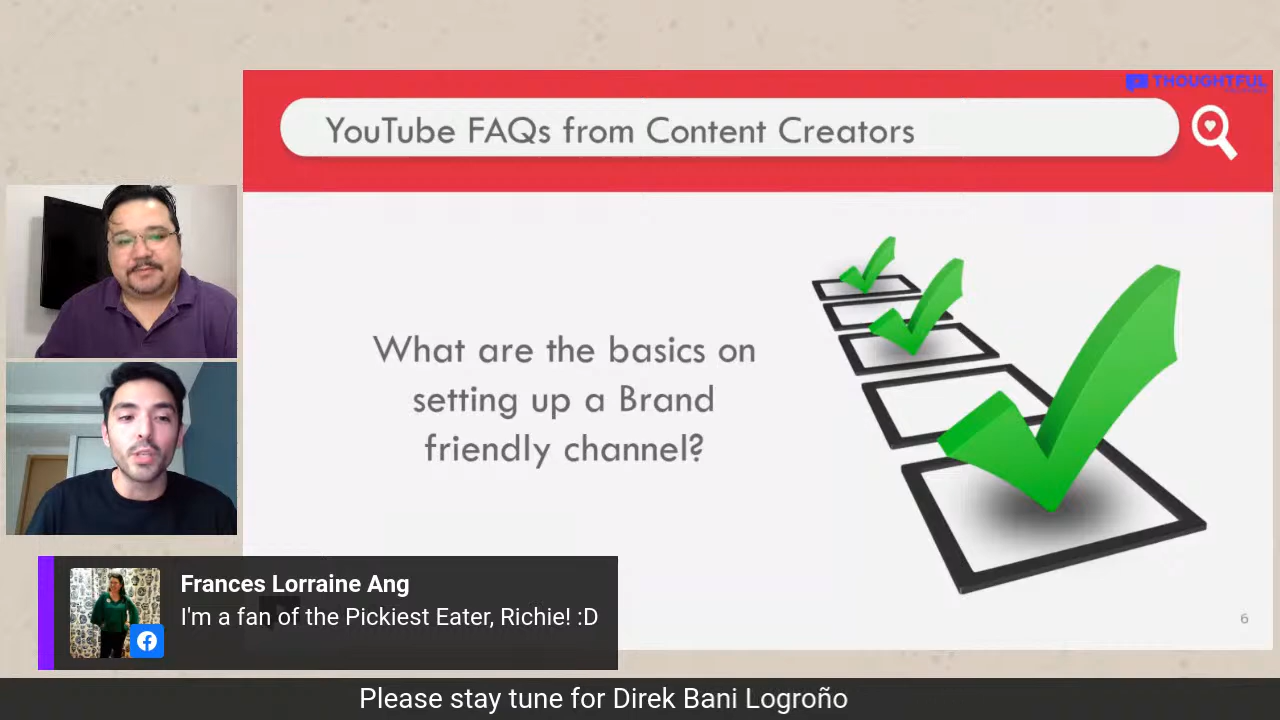 THOUGHTFUL
YouTube FAQs from Content Creators
What are the basics on
setting up a Brand
friendly channel?
Frances Lorraine Ang
I'm a fan of the Pickiest Eater, Richie! :D
6
Please stay tune for Direk Bani Logroño